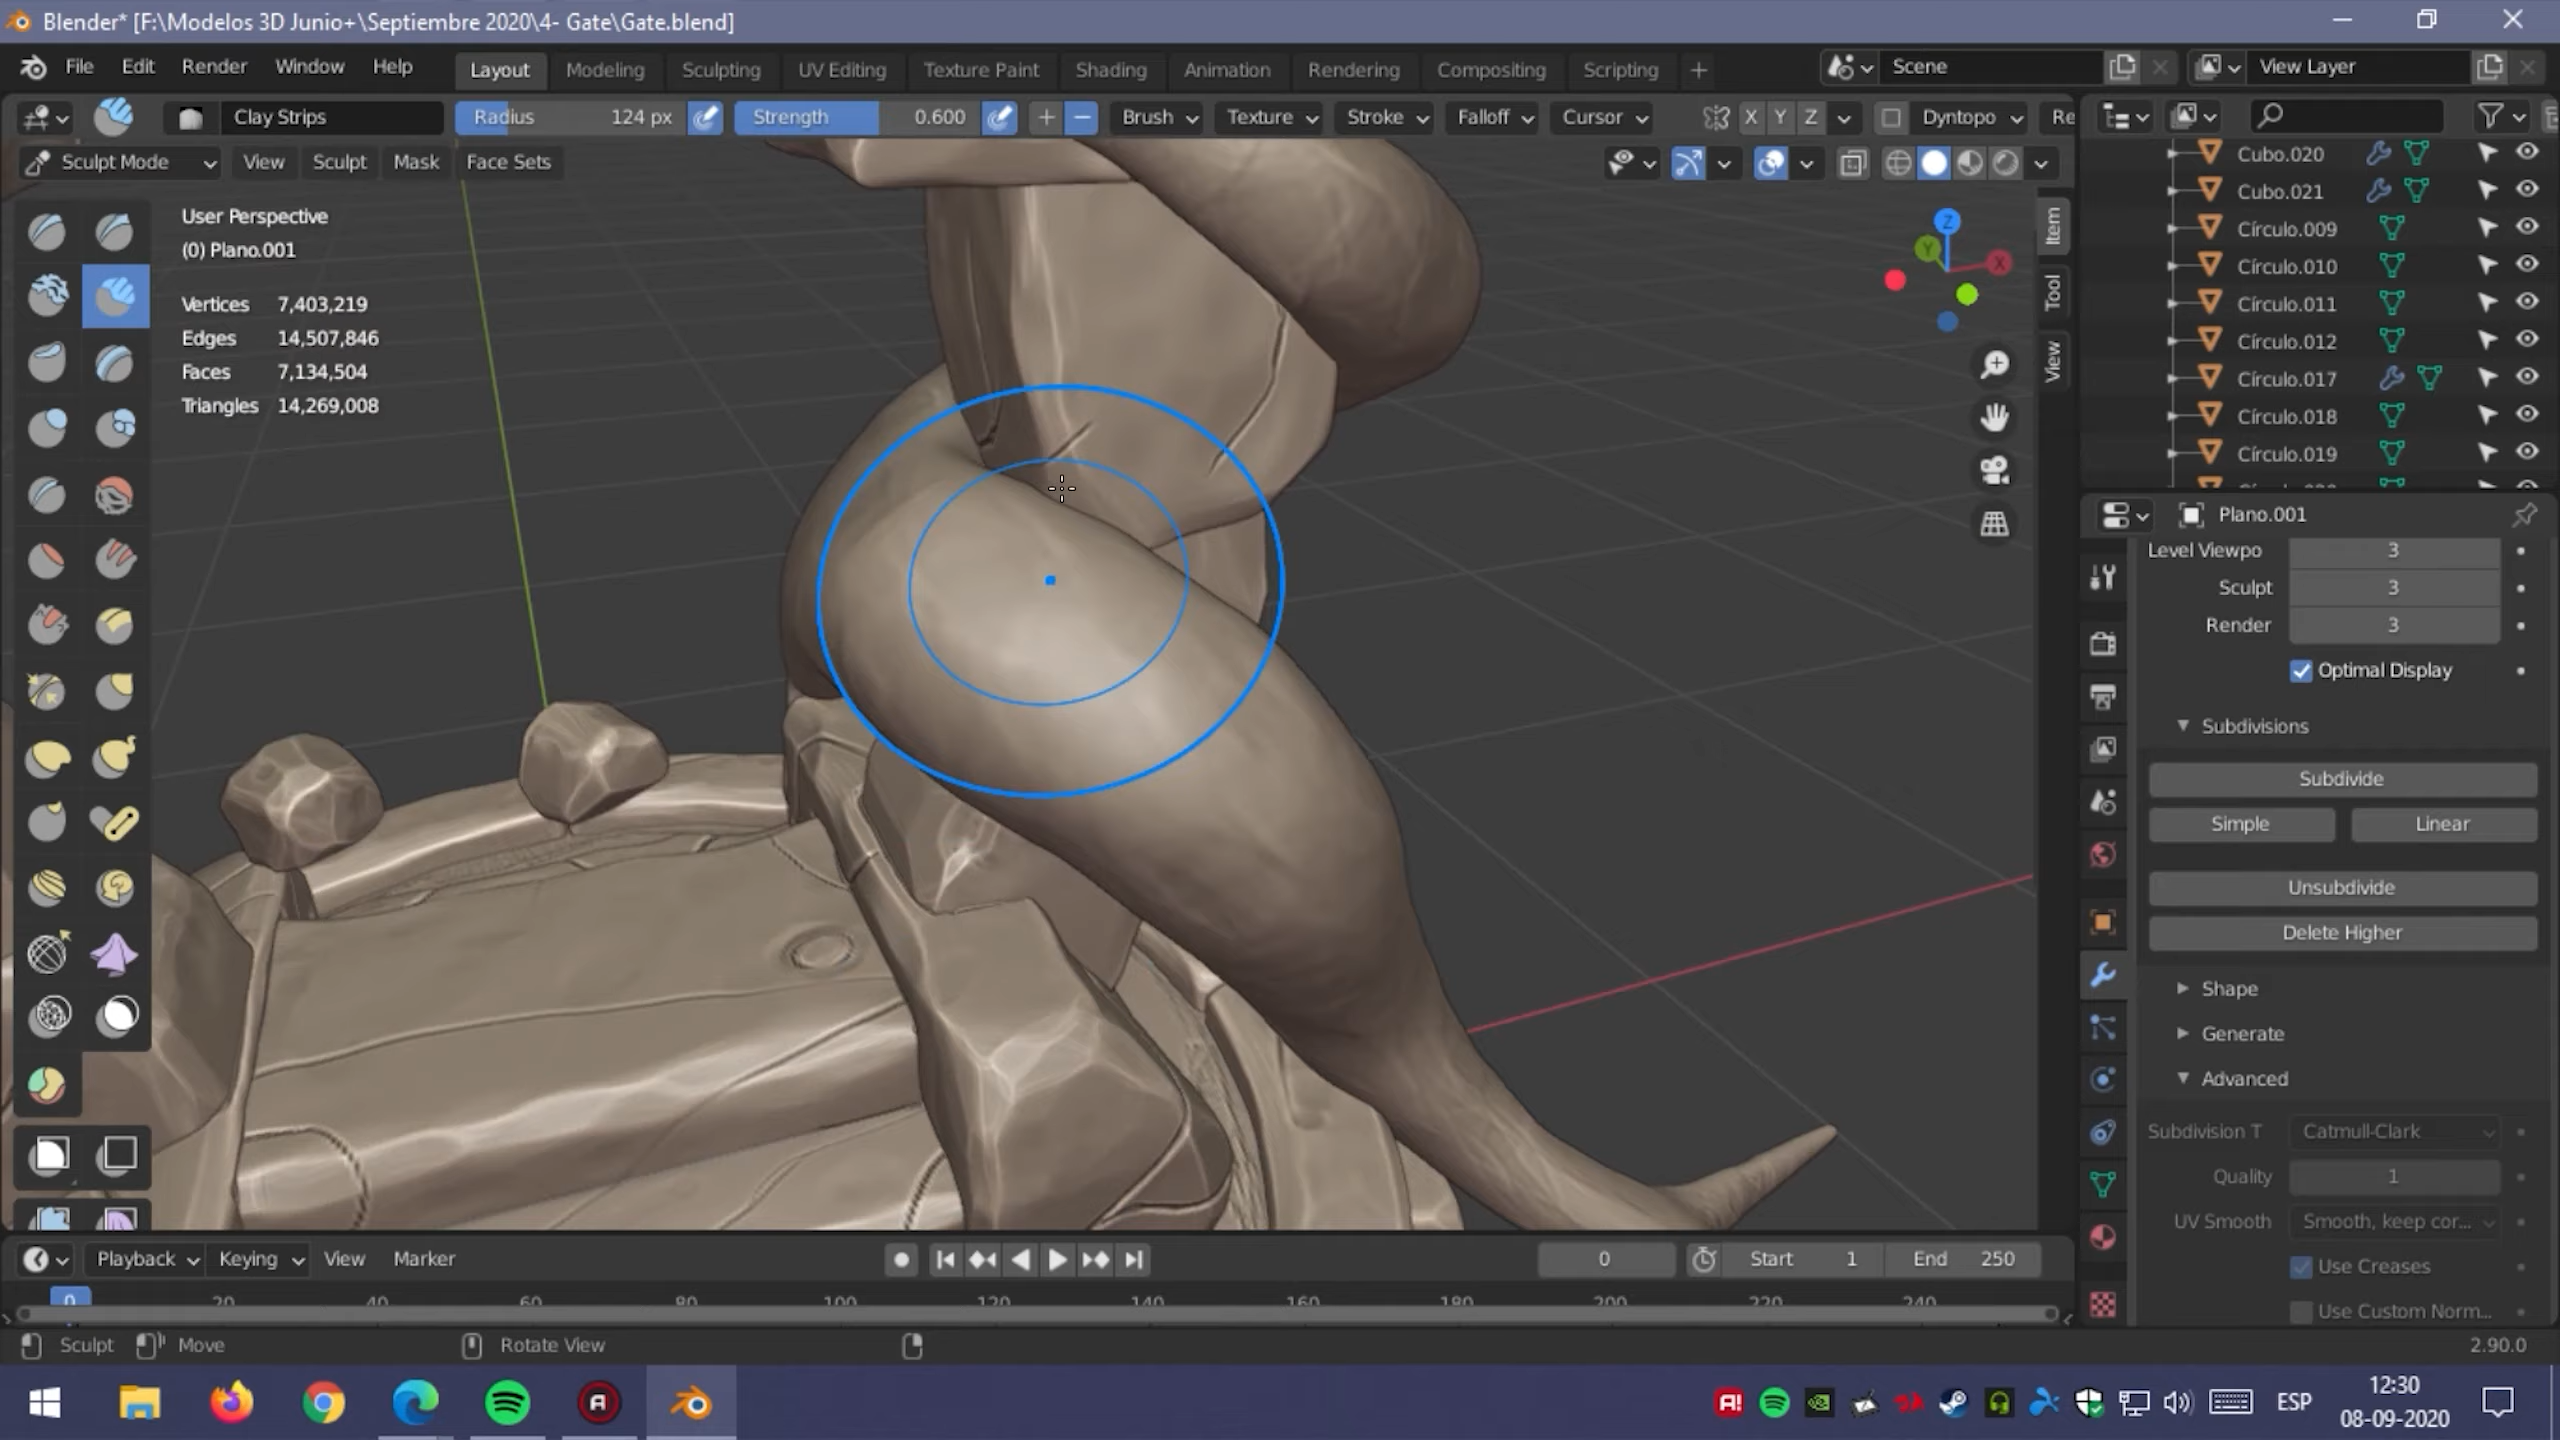 Blender* [F:\Modelos 3D Junio+\Septiembre 2020\4- Gate\Gate.blend]
File Edit Render Window Help Layout Modeling Sculpting UV Editing Texture Paint Shading Animation Rendering Compositing Scripting + Scene View Layer
Clay Strips Radius 124 px Strength 0.600 Brush Texture Stroke Falloff Cursor X Y Z Dyntopo Re
Sculpt Mode View Sculpt Mask Face Sets
User Perspective
(0) Plano.001
Vertices 7,403,219
Edges 14,507,846
Faces 7,134,504
Triangles 14,269,008
Z
Y
X
Item
Tool
View
Cubo.020
Cubo.021
Círculo.009
Círculo.010
Círculo.011
Círculo.012
Círculo.017
Círculo.018
Círculo.019
Plano.001
Level Viewpo 3
Sculpt 3
Render 3
Optimal Display
Subdivisions
Subdivide
Simple Linear
Unsubdivide
Delete Higher
Shape
Generate
Advanced
Subdivision T Catmull-Clark
Quality 1
UV Smooth Smooth, keep cor...
Use Creases
Use Custom Norm...
Playback Keying View Marker 0 Start 1 End 250
0 20 40 60 80 100 120 140 160 180 200 220 240
Sculpt Move Rotate View 2.90.0
ESP
12:30
08-09-2020